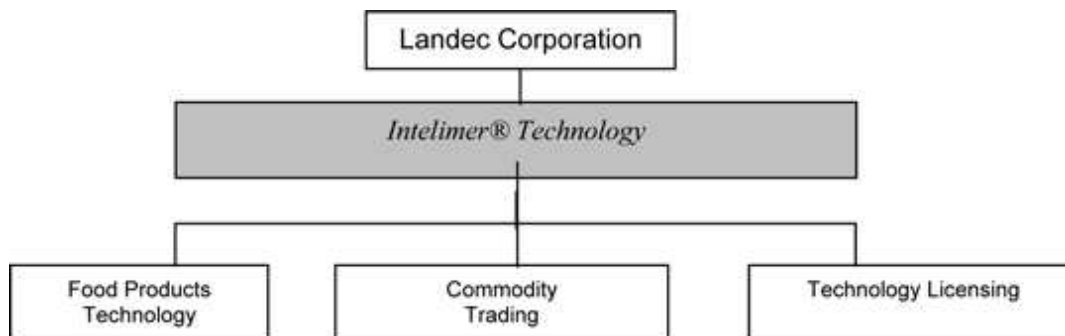 Landec Corporation
Intelimer® Technology
Food Products
Technology
Commodity
Trading
Technology Licensing